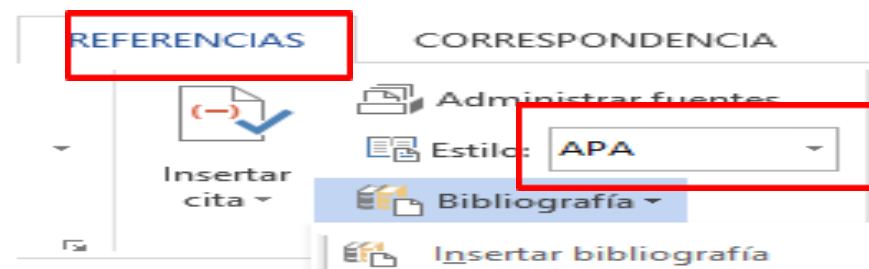 REFERENCIAS CORRESPONDENCIA
Administrar fuentes
Estilo: APA
Insertar
cita
Bibliografía
Insertar bibliografía